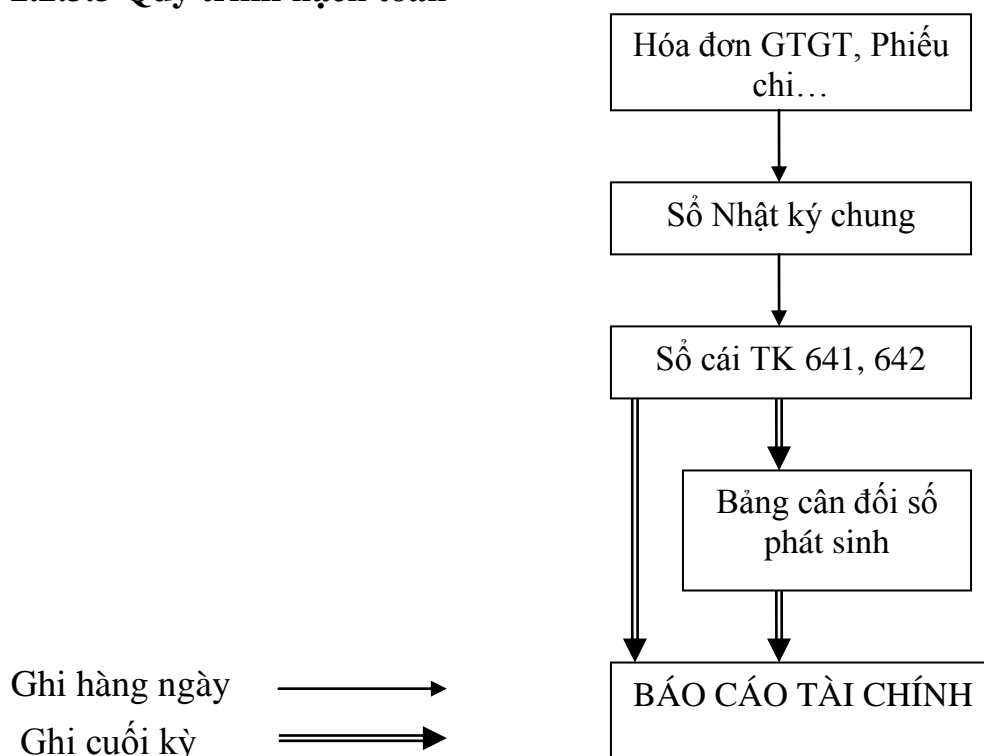 Hóa đơn GTGT, Phiếu
chi…
Sổ Nhật ký chung
Sổ cái TK 641, 642
Bảng cân đối số
phát sinh
BÁO CÁO TÀI CHÍNH
Ghi hàng ngày
Ghi cuối kỳ